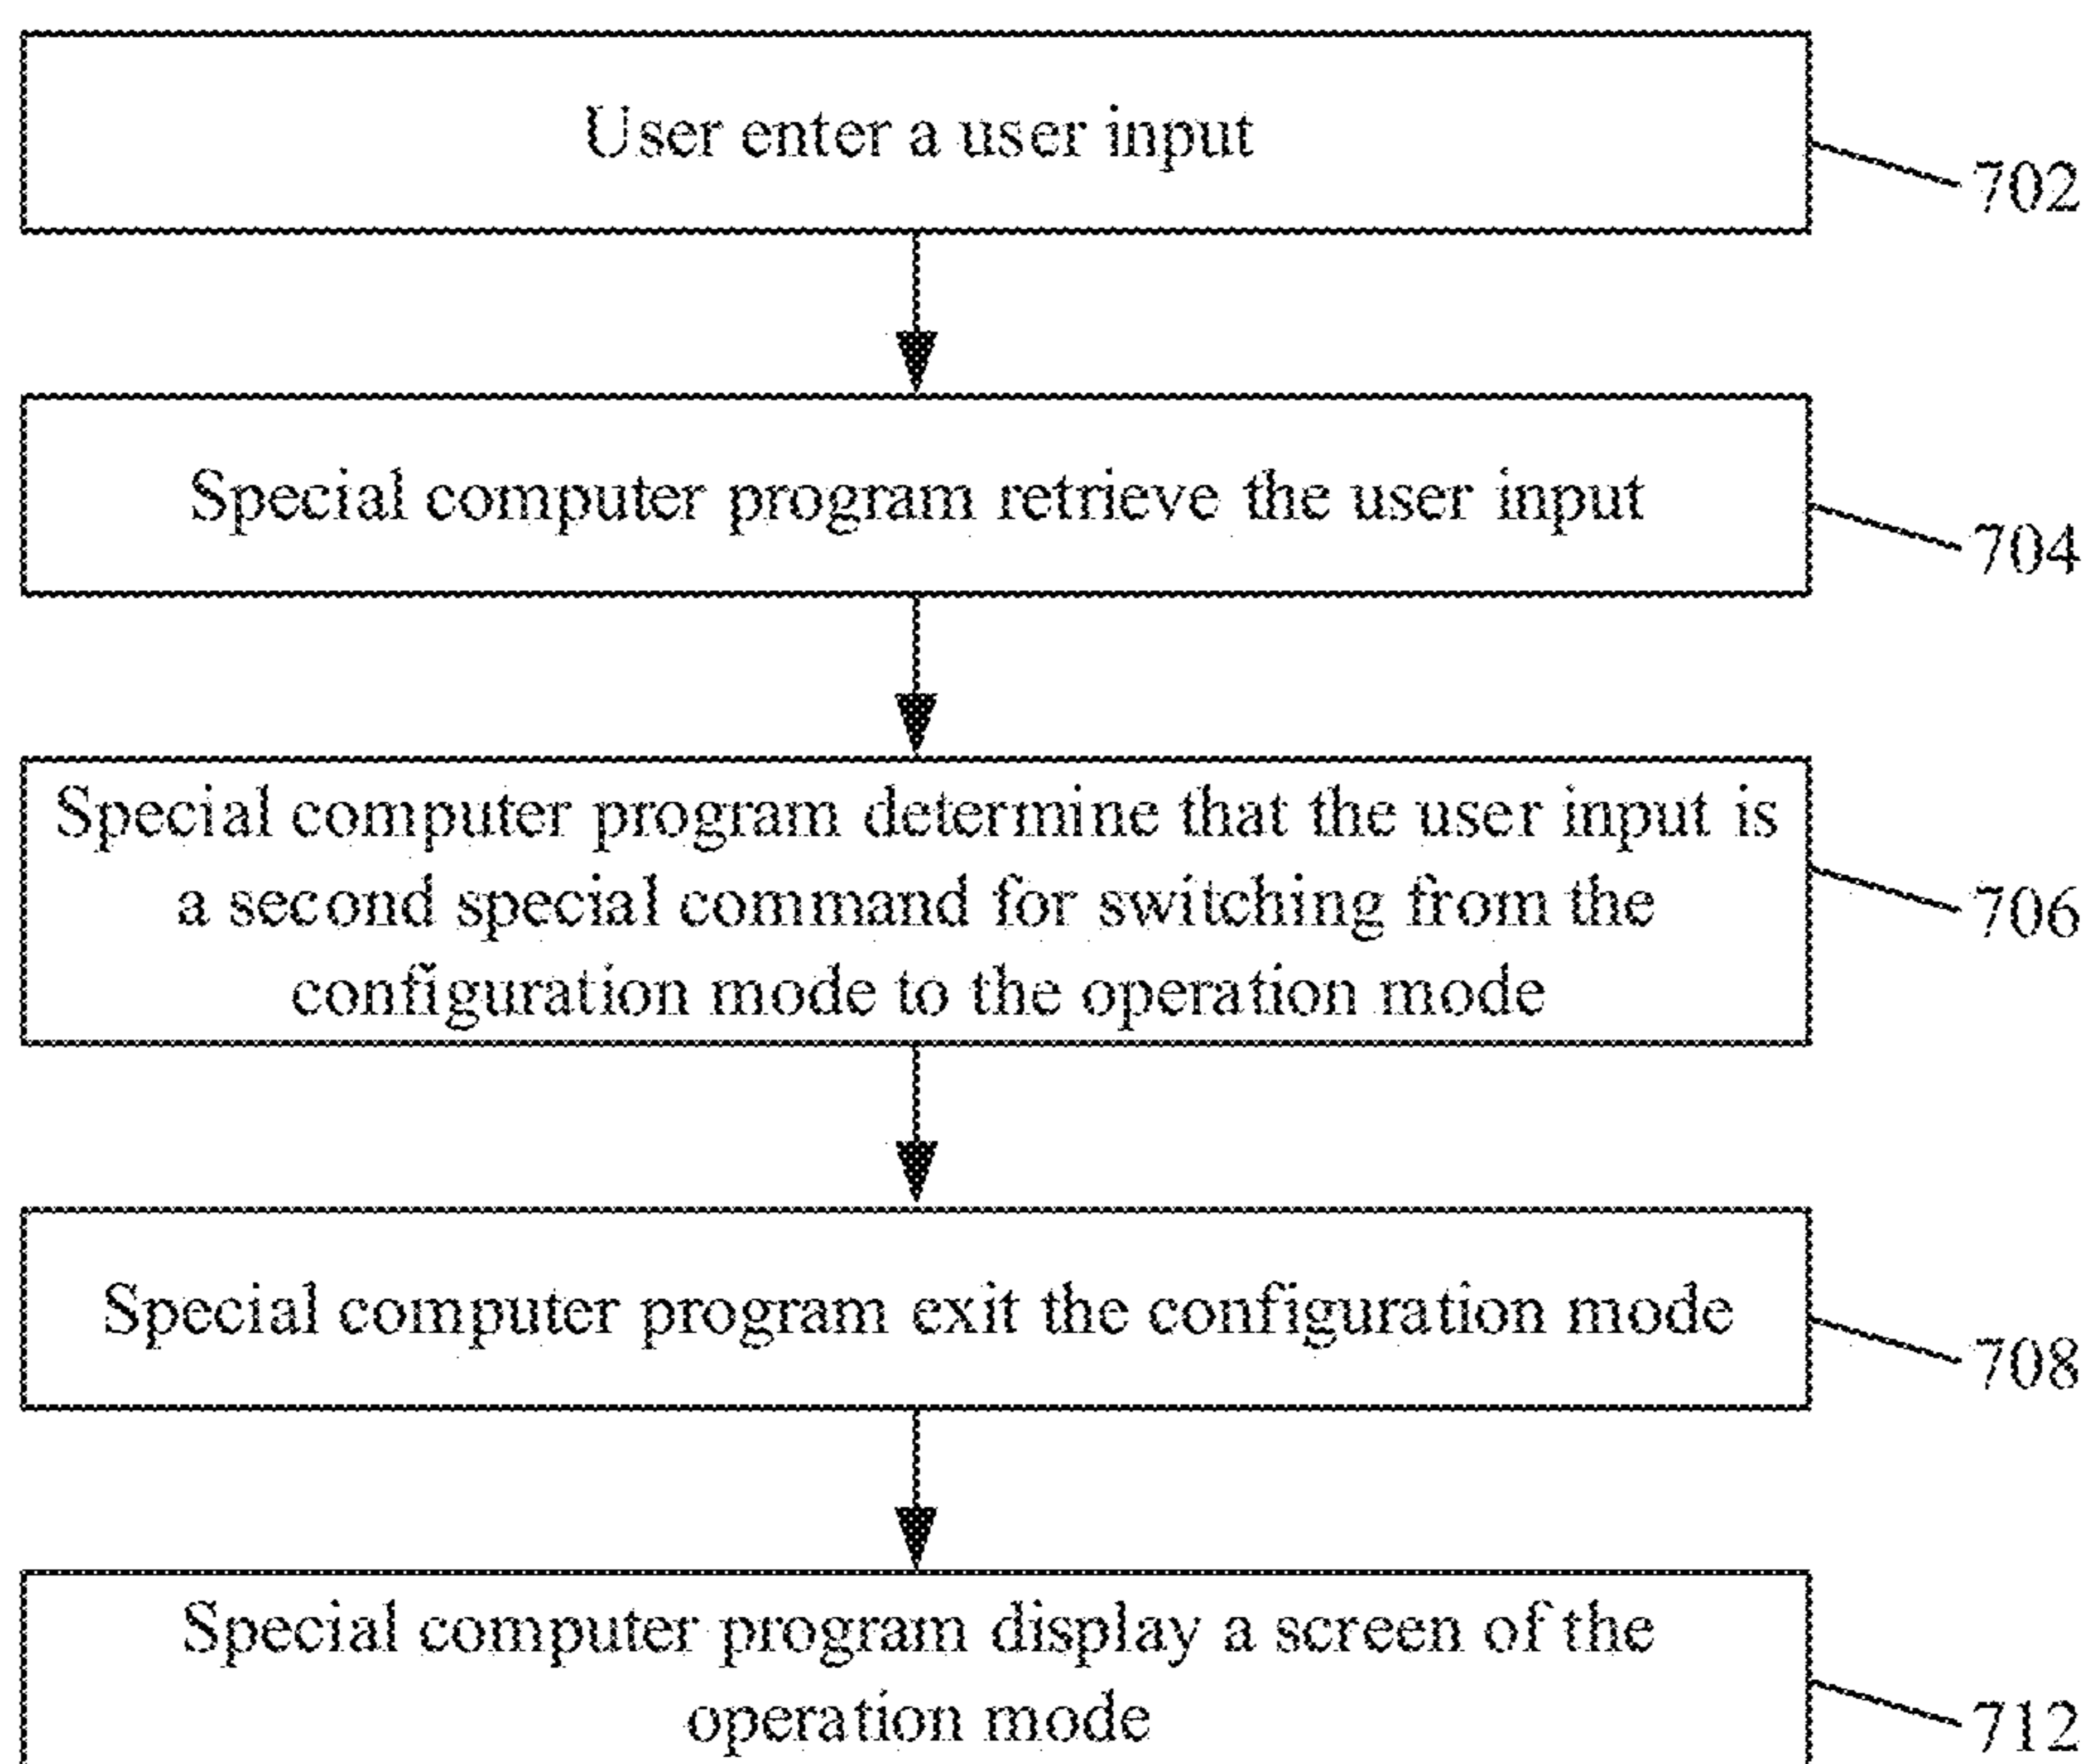 User enter a user input
702
Special computer program retrieve the user input
704
Special computer program determine that the user input is
a second special command for switching from the
configuration mode to the operation mode
706
Special computer program exit the configuration mode
708
Special computer program display a screen of the
operation mode
712